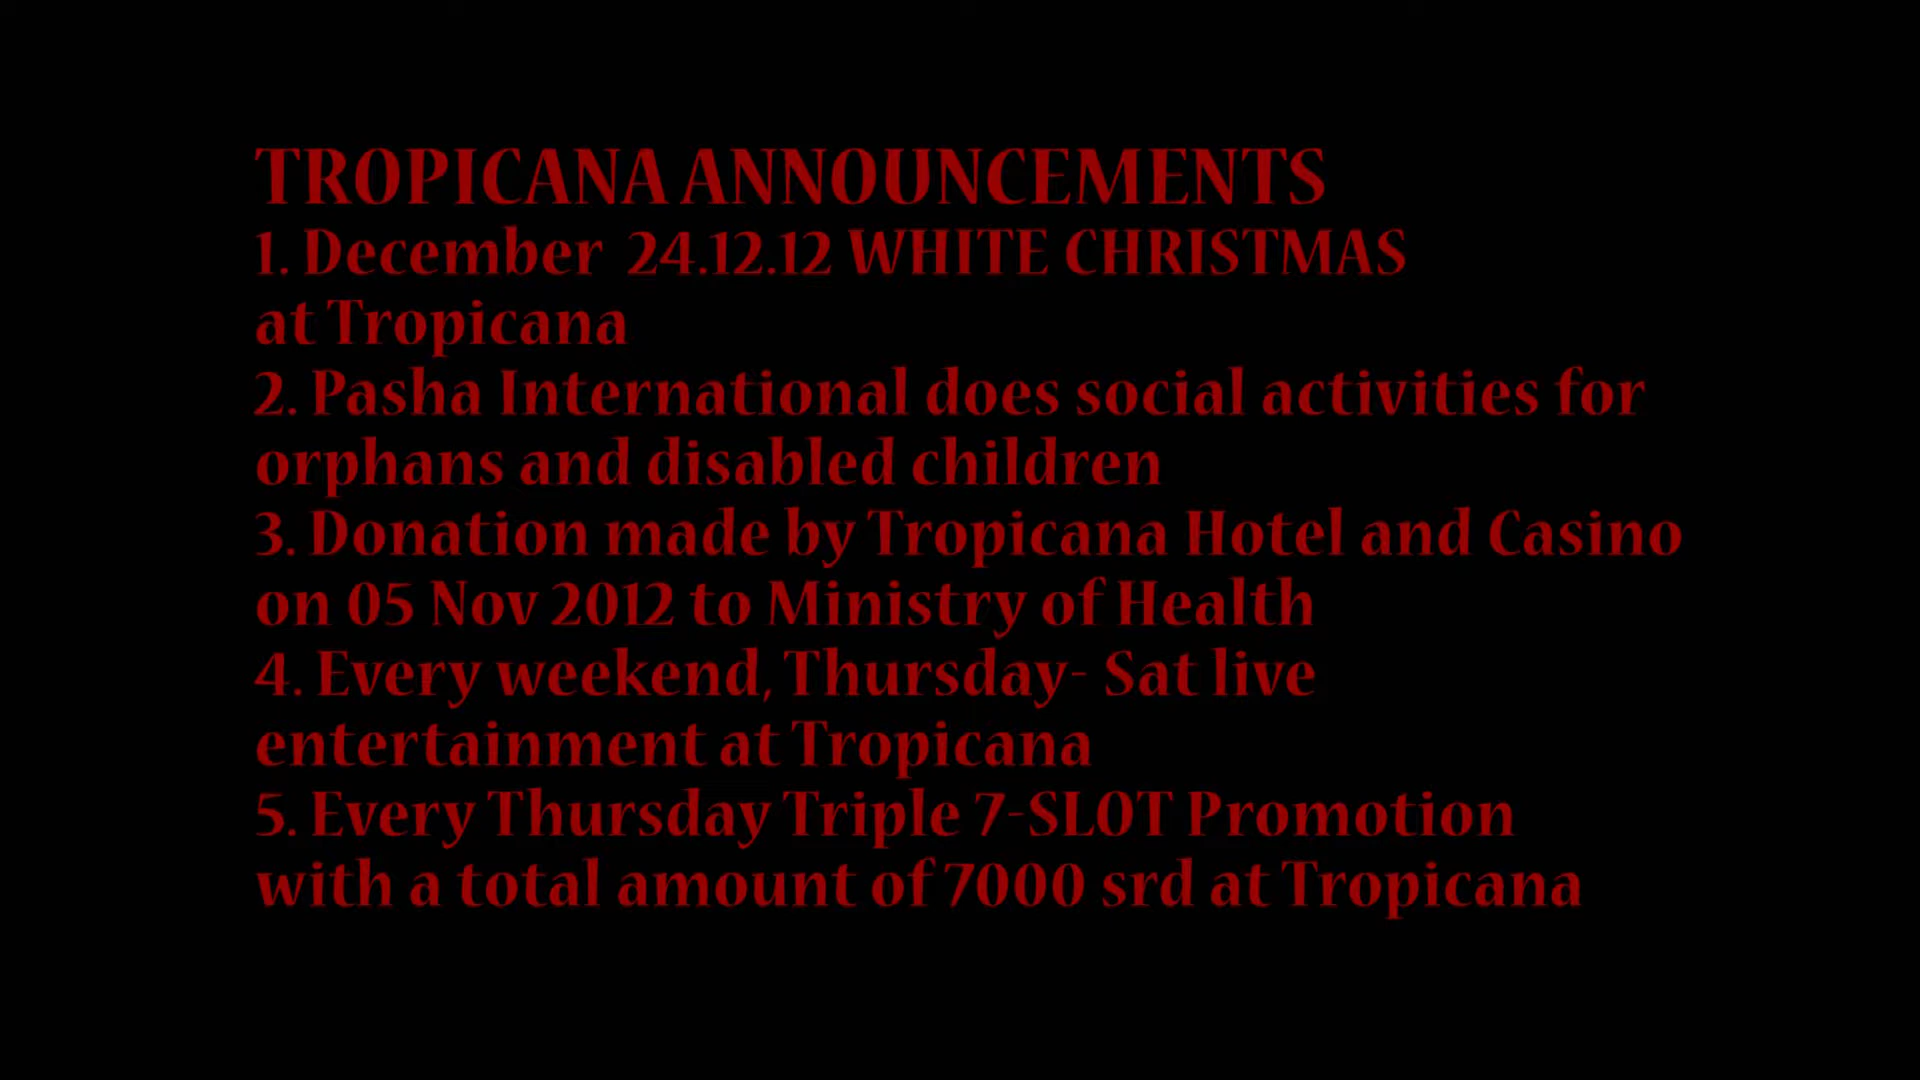 TROPICANA ANNOUNCEMENTS
1. December  24.12.12 WHITE CHRISTMAS
at Tropicana
2. Pasha International does social activities for
orphans and disabled children
3. Donation made by Tropicana Hotel and Casino
on 05 Nov 2012 to Ministry of Health
4. Every weekend, Thursday- Sat live
entertainment at Tropicana
5. Every Thursday Triple 7-SLOT Promotion
with a total amount of 7000 srd at Tropicana